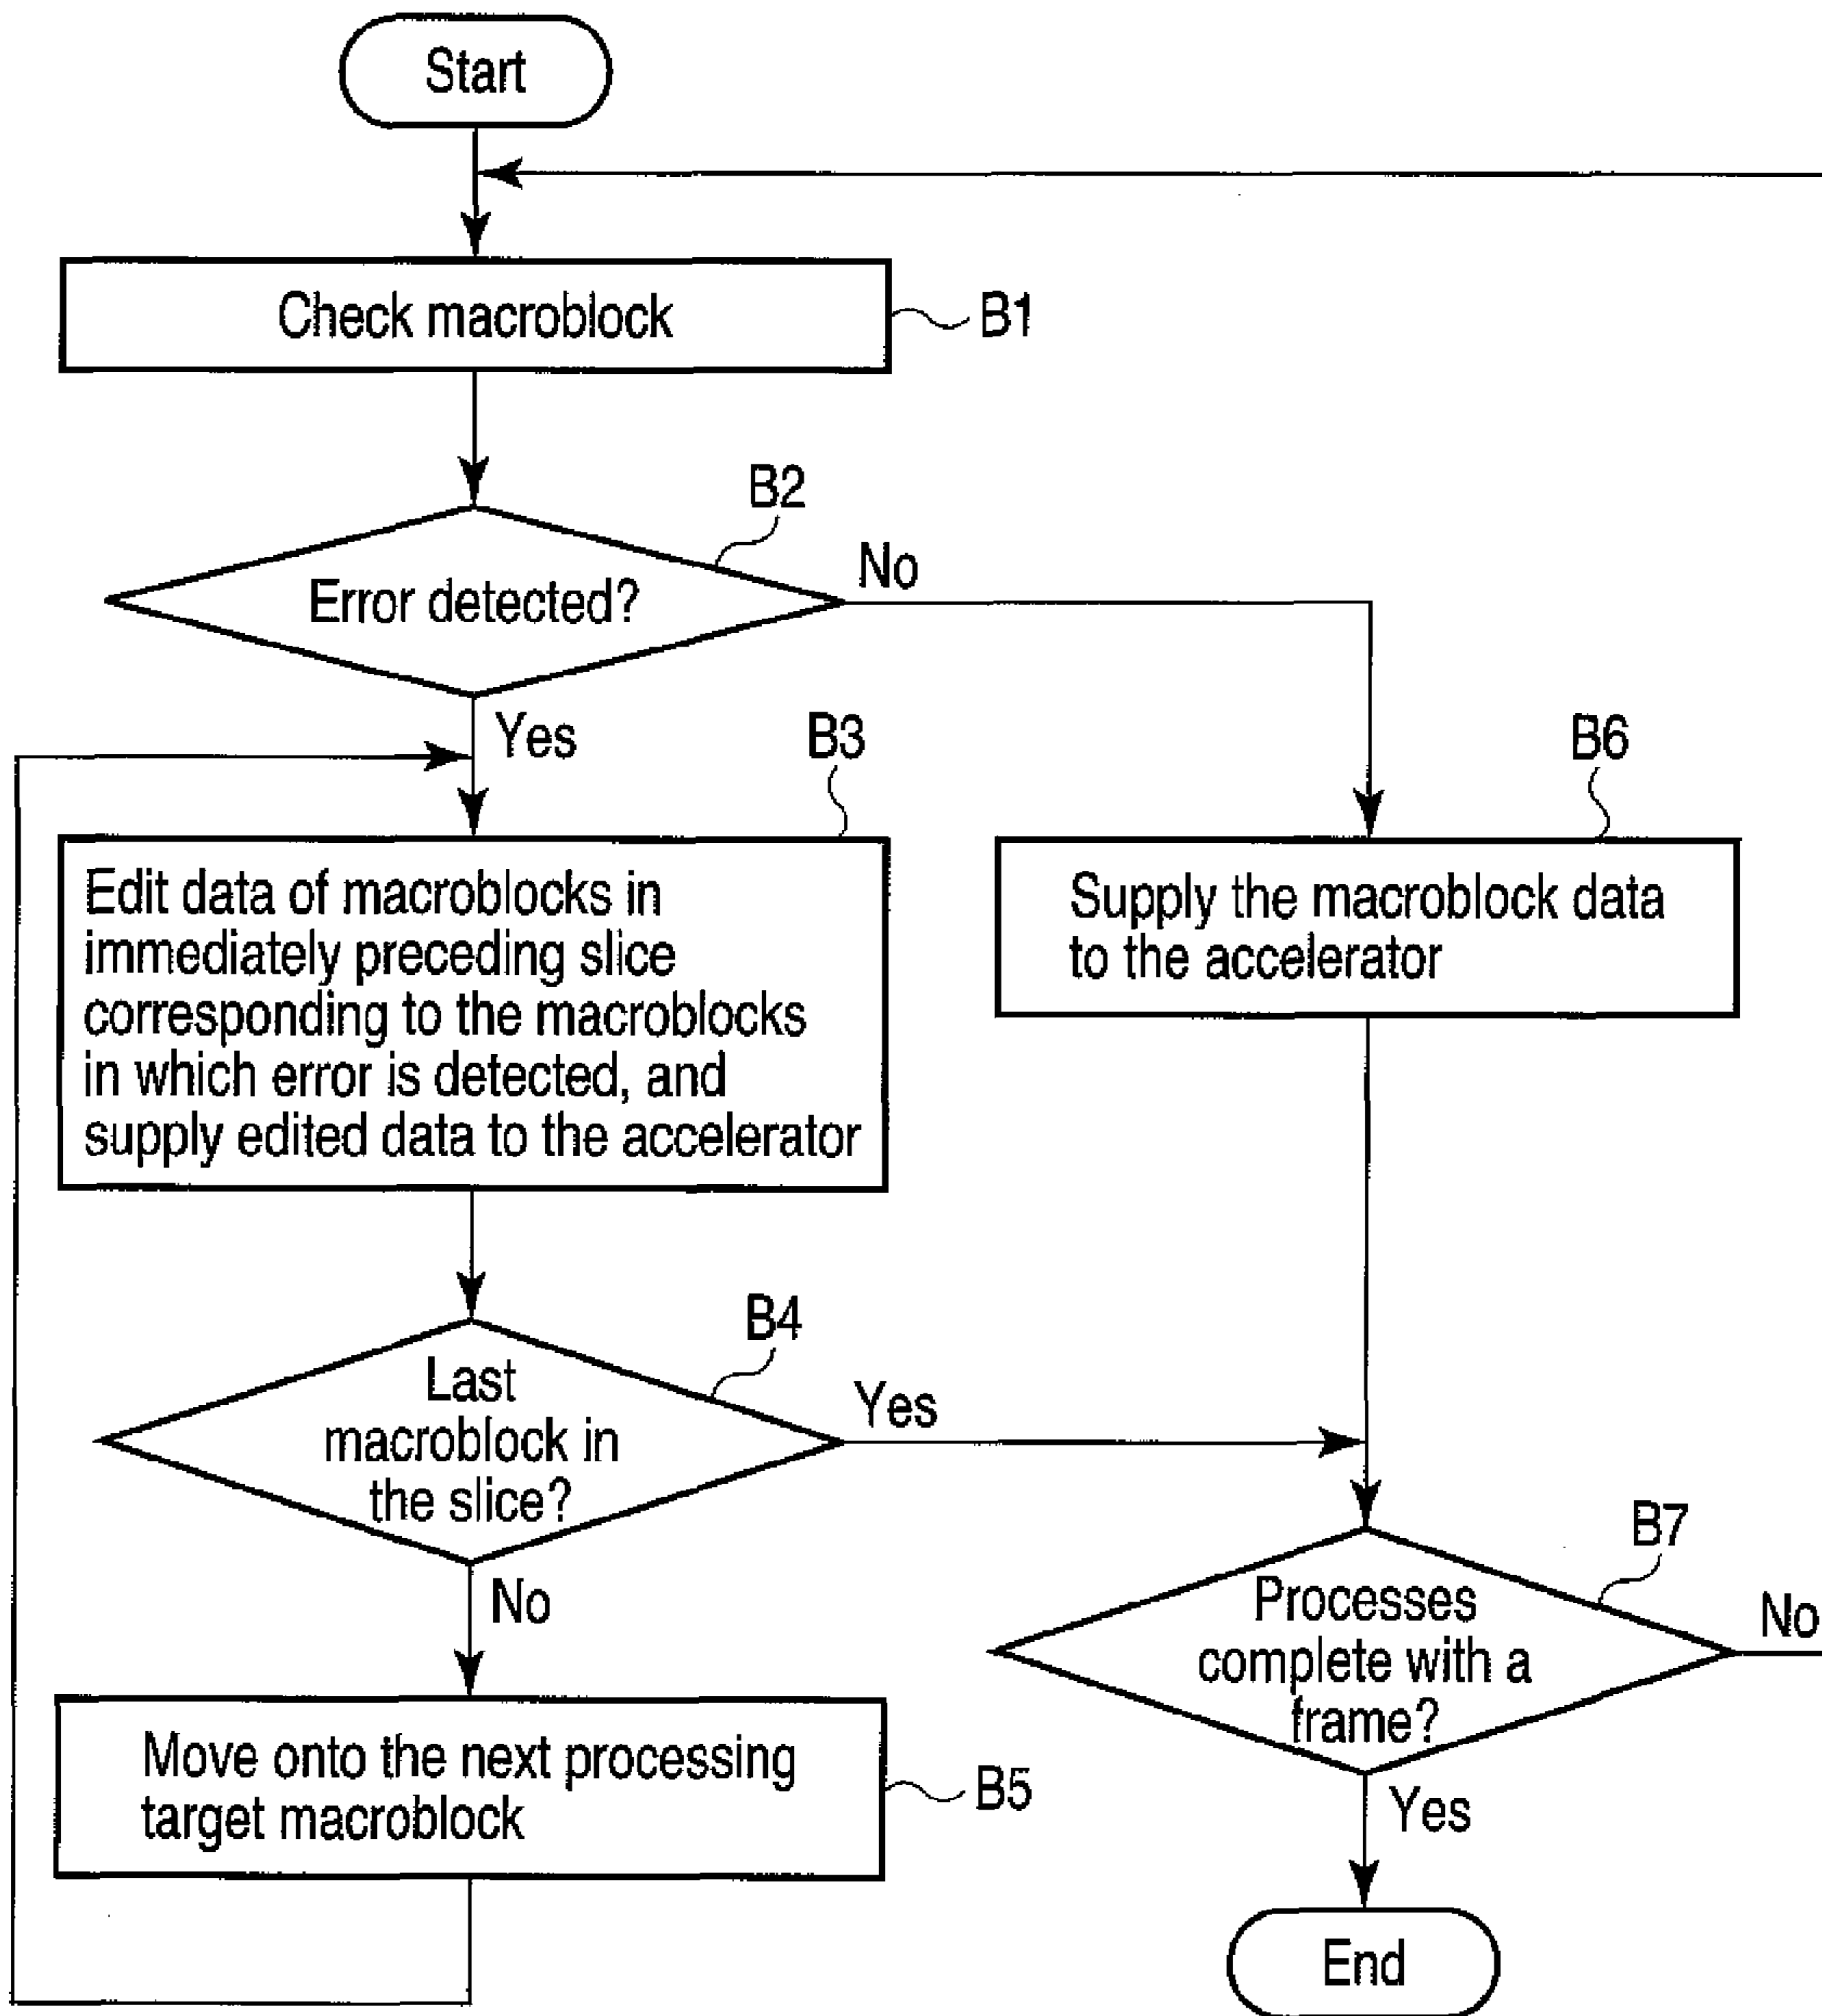 Start
Check macroblock
B1
B2
Error detected?
No
Yes
B3
B6
Edit data of macroblocks in
immediately preceding slice
corresponding to the macroblocks
in which error is detected, and
supply edited data to the accelerator
Supply the macroblock data
to the accelerator
B4
Last
macroblock in
the slice?
Yes
No
B7
Processes
complete with a
frame?
No
Move onto the next processing
target macroblock
B5
Yes
End